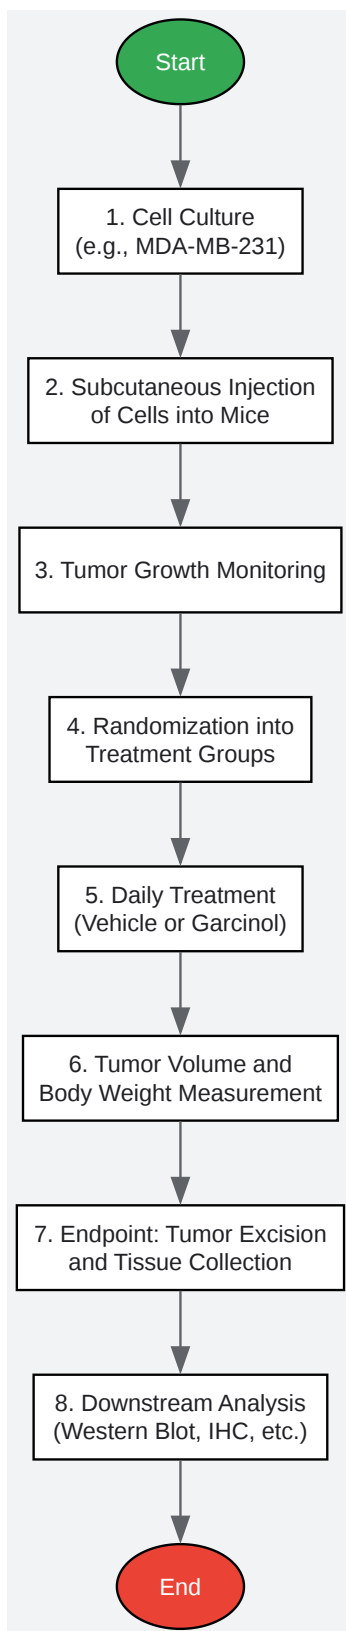 Start
1. Cell Culture
(e.g., MDA-MB-231)
2. Subcutaneous Injection
of Cells into Mice
3. Tumor Growth Monitoring
4. Randomization into
Treatment Groups
5. Daily Treatment
(Vehicle or Garcinol)
6. Tumor Volume and
Body Weight Measurement
7. Endpoint: Tumor Excision
and Tissue Collection
8. Downstream Analysis
(Western Blot, IHC, etc.)
End